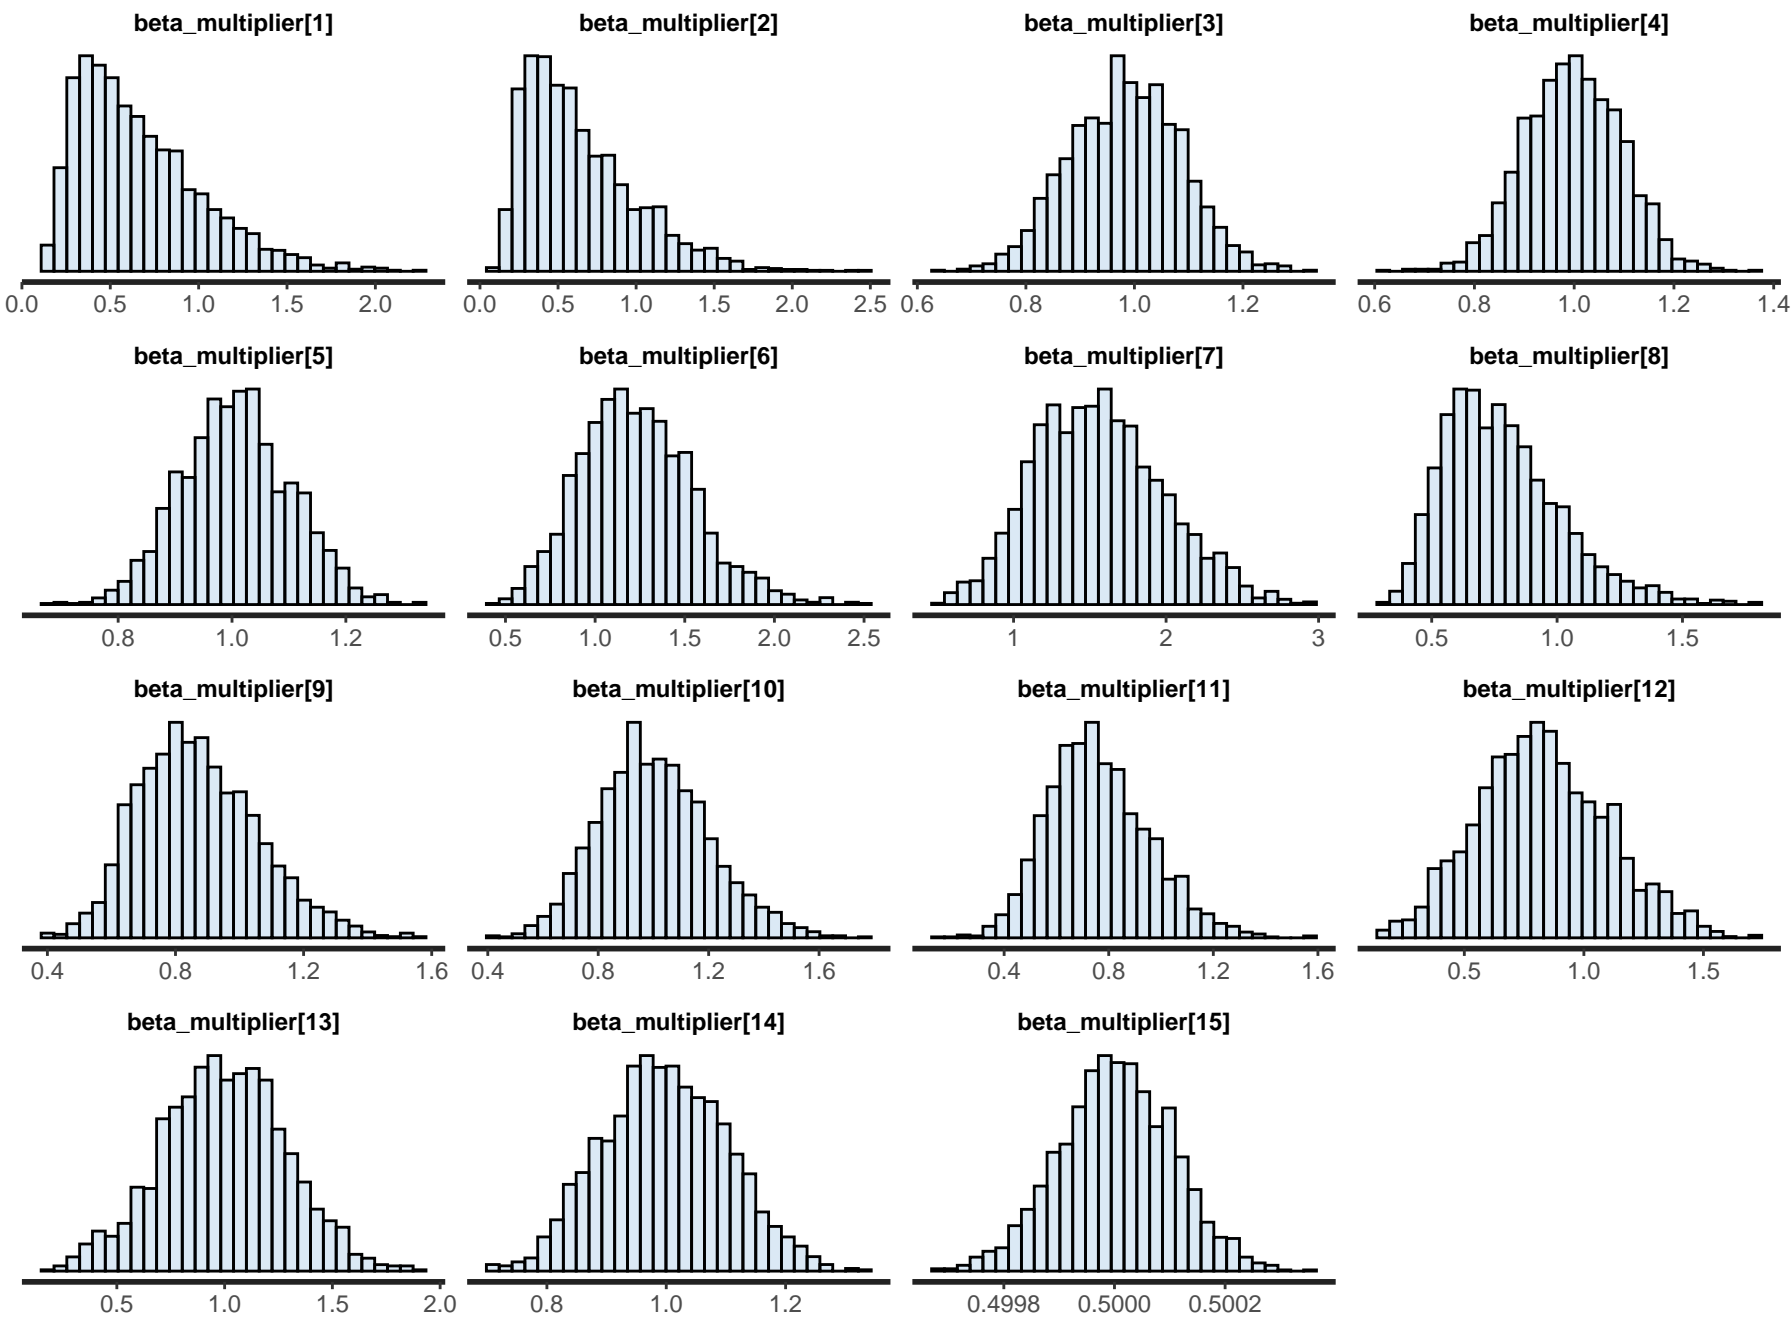 beta_multiplier[1] beta_multiplier[2] beta_multiplier[3] beta_multiplier[4]
0.0 0.5 1.0 1.5 2.0 0.0 0.5 1.0 1.5 2.0 2.5 0.6 0.8 1.0 1.2 0.6 0.8 1.0 1.2 1.4
beta_multiplier[5] beta_multiplier[6] beta_multiplier[7] beta_multiplier[8]
0.8 1.0 1.2 0.5 1.0 1.5 2.0 2.5 1 2 3 0.5 1.0 1.5
beta_multiplier[9] beta_multiplier[10] beta_multiplier[11] beta_multiplier[12]
0.4 0.8 1.2 1.6 0.4 0.8 1.2 1.6 0.4 0.8 1.2 1.6 0.5 1.0 1.5
beta_multiplier[13] beta_multiplier[14] beta_multiplier[15]
0.5 1.0 1.5 2.0 0.8 1.0 1.2 0.4998 0.5000 0.5002